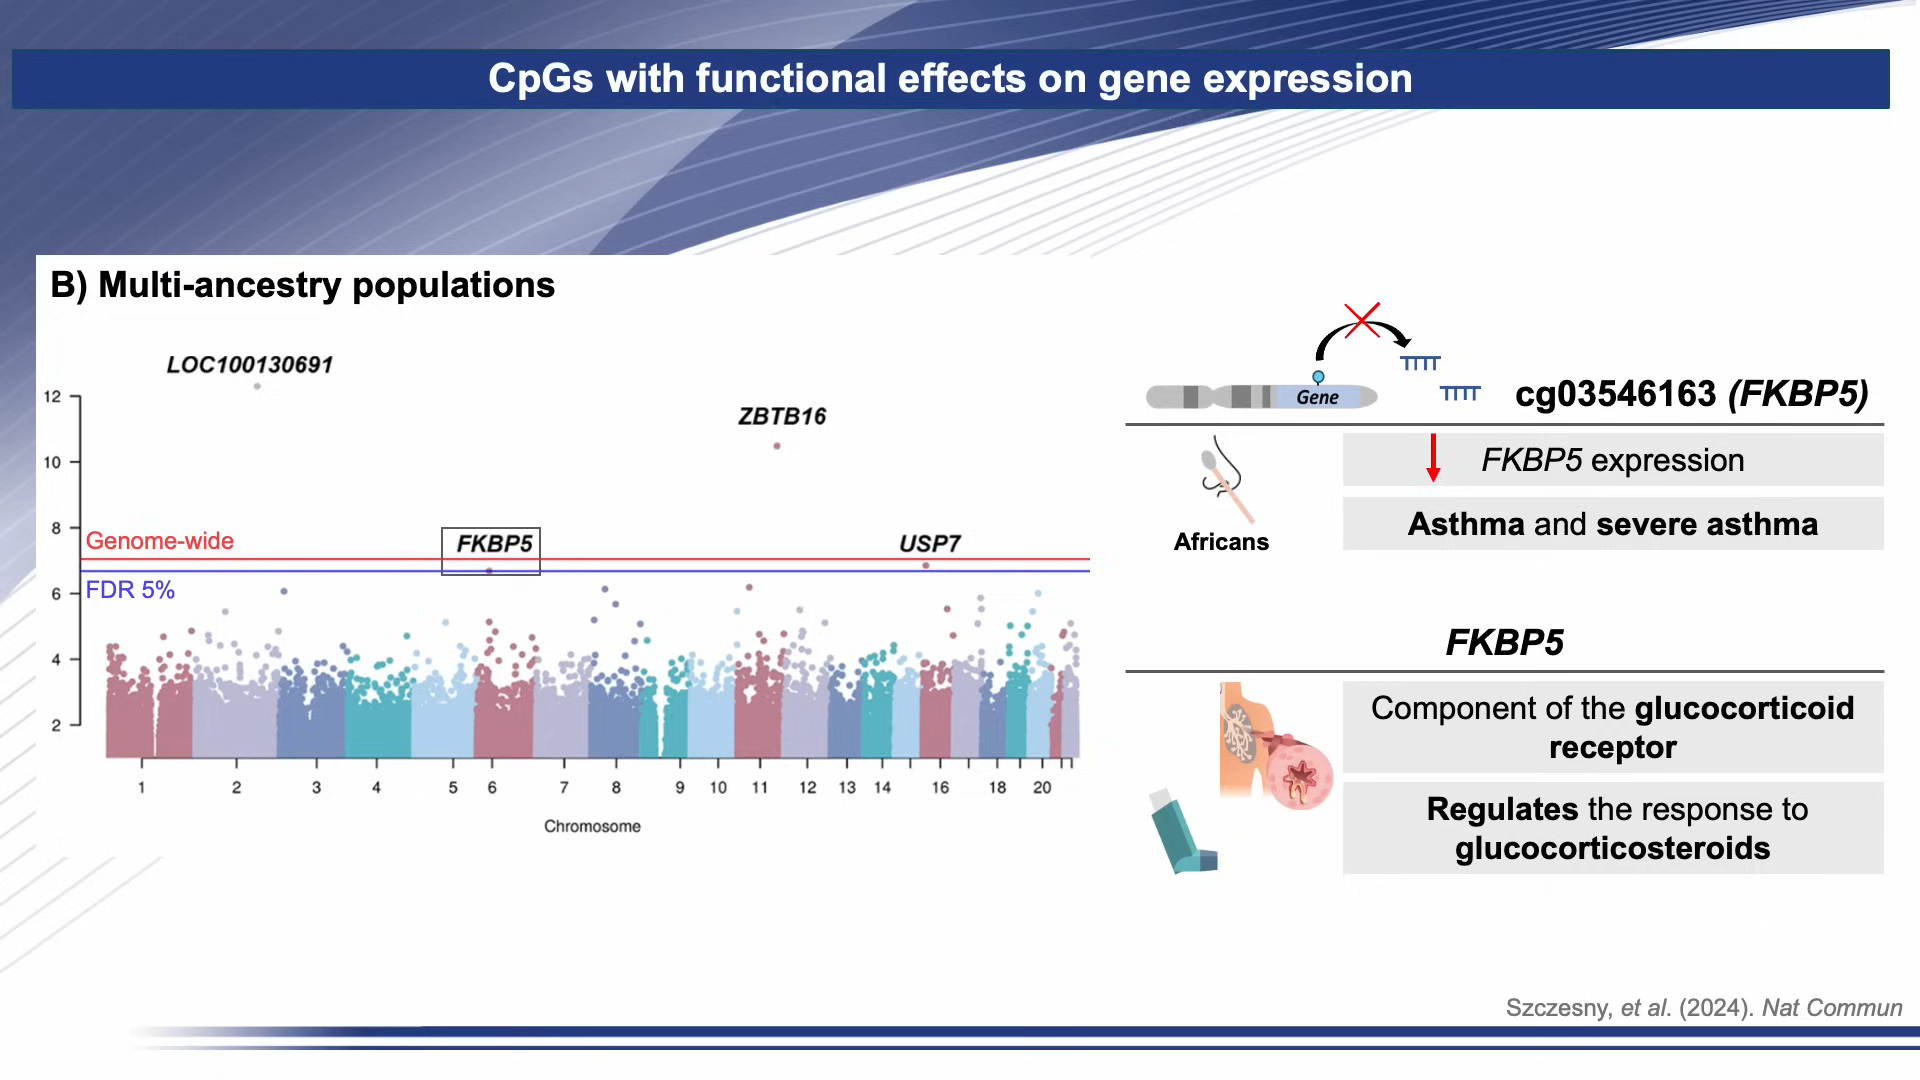 CpGs with functional effects on gene expression
B) Multi-ancestry populations
LOC100130691
ZBTB16
FKBP5
USP7
Genome-wide
FDR 5%
12
10
8
6
4
2
1 2 3 4 5 6 7 8 9 10 11 12 13 14 16 18 20
Chromosome
Gene
cg03546163 (FKBP5)
Africans
FKBP5 expression
Asthma and severe asthma
FKBP5
Component of the glucocorticoid
receptor
Regulates the response to
glucocorticosteroids
Szczesny, et al. (2024). Nat Commun